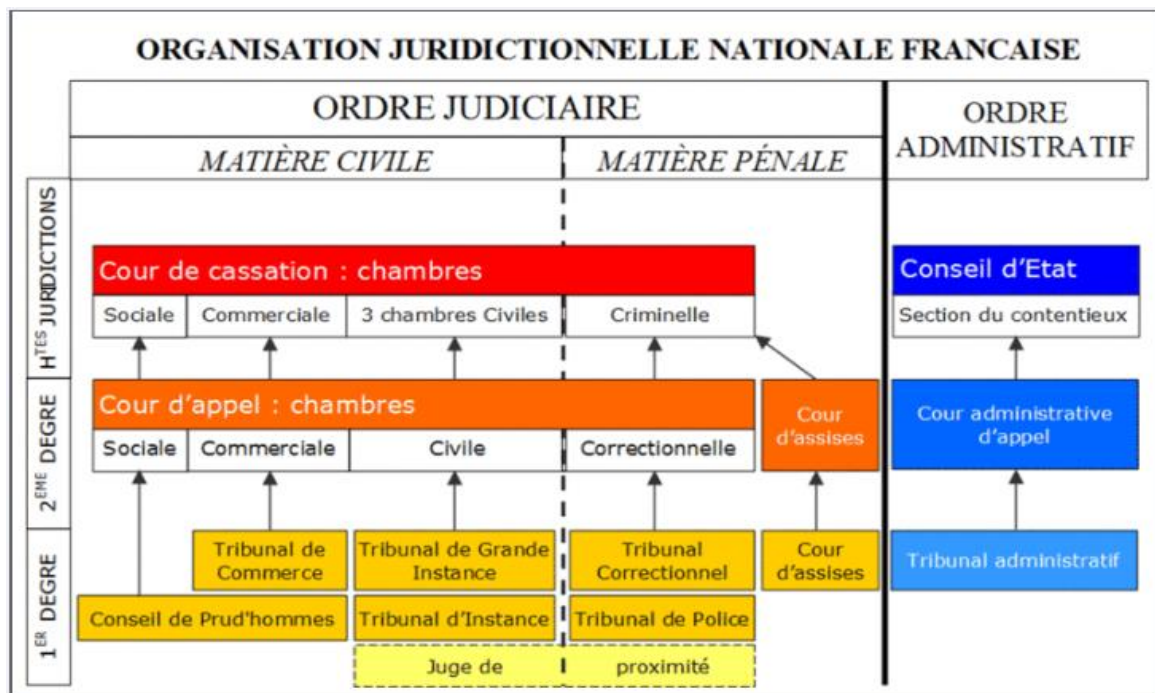 ORGANISATION JURIDICTIONNELLE NATIONALE FRANCAISE
ORDRE JUDICIAIRE
ORDRE
ADMINISTRATIF
MATIÈRE CIVILE
MATIÈRE PÉNALE
HTES JURIDICTIONS
Cour de cassation : chambres
Conseil d'Etat
Sociale
Commerciale
3 chambres Civiles
Criminelle
Section du contentieux
2EME DEGRE
Cour d'appel : chambres
Cour
d'assises
Cour administrative
d'appel
Sociale
Commerciale
Civile
Correctionnelle
1ER DEGRE
Tribunal de
Commerce
Tribunal de Grande
Instance
Tribunal
Correctionnel
Cour
d'assises
Tribunal administratif
Conseil de Prud'hommes
Tribunal d'Instance
Tribunal de Police
Juge de proximité